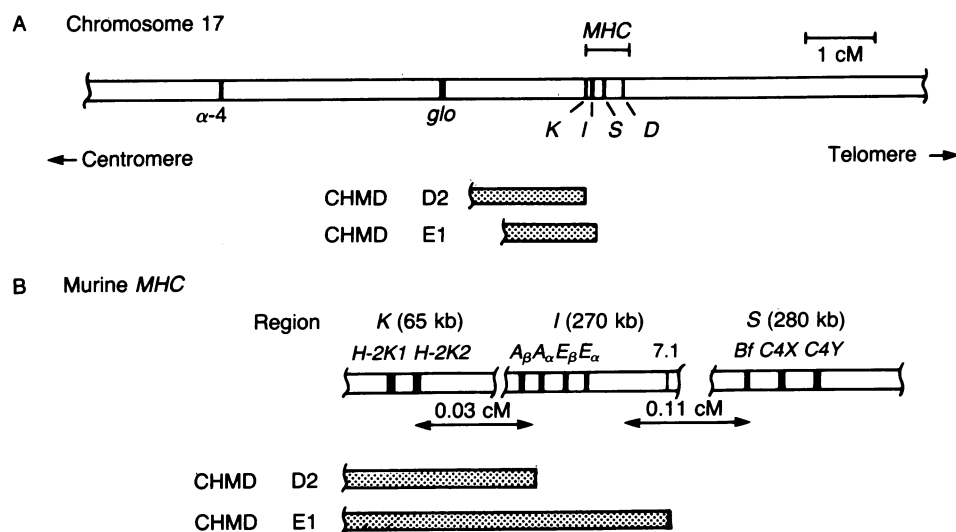 A Chromosome 17
MHC
1 cM
α-4 glo K I S D
← Centromere Telomere →
CHMD D2
CHMD E1
B Murine MHC
Region K (65 kb) I (270 kb) S (280 kb)
H-2K1 H-2K2 AβAαEβEα 7.1 Bf C4X C4Y
0.03 cM 0.11 cM
CHMD D2
CHMD E1